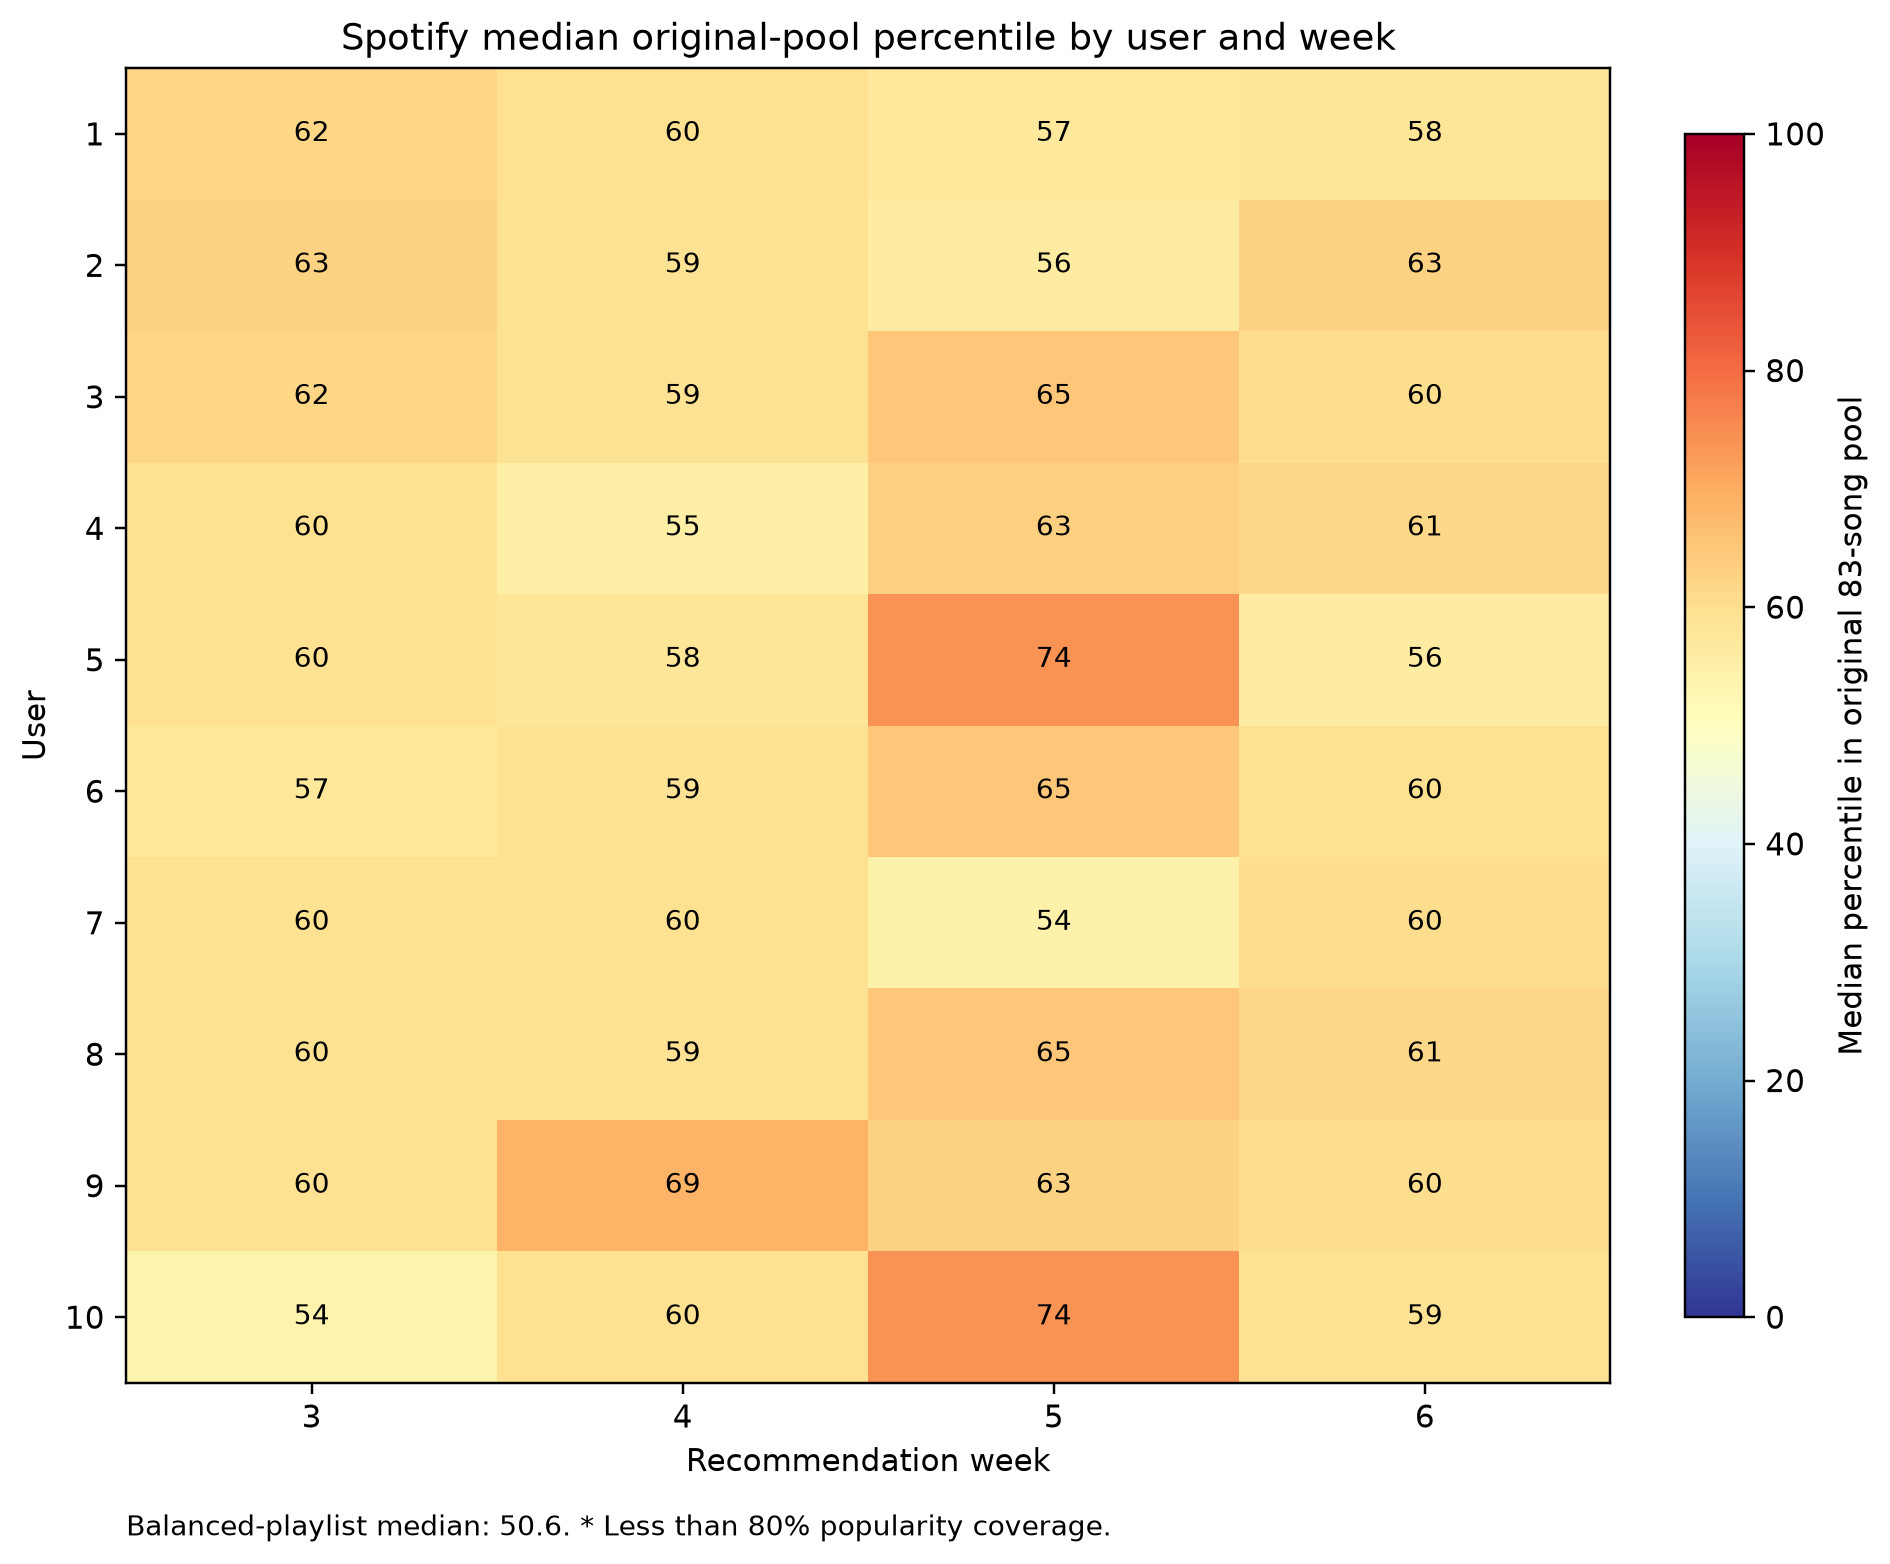 Spotify median original-pool percentile by user and week
1 62 60 57 58
2 63 59 56 63
3 62 59 65 60
4 60 55 63 61
5 60 58 74 56
6 57 59 65 60
7 60 60 54 60
8 60 59 65 61
9 60 69 63 60
10 54 60 74 59
3 4 5 6
Recommendation week
User
100
80
60
40
20
0
Median percentile in original 83-song pool
Balanced-playlist median: 50.6. * Less than 80% popularity coverage.